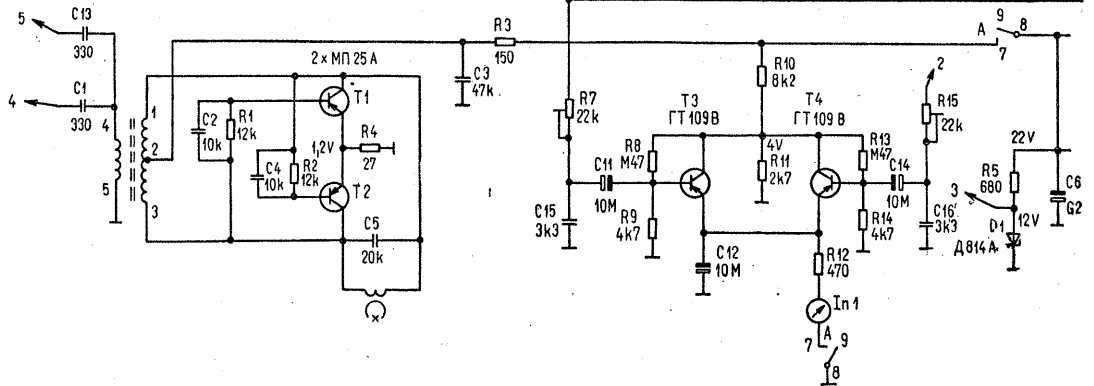 5
C13
330
4
C1
330
4
5
1
2
3
2 x МП 25 А
C2
10k
R1
12k
C4
10k
R2
12k
T1
1,2V
R4
27
T2
C5
20k
C3
47k
R3
150
R7
22k
C15
3k3
C11
10M
R8
M47
R9
4k7
T3
ГТ 109 В
C12
10M
R10
8k2
4V
R11
2k7
T4
ГТ 109 В
R12
470
In 1
A
7
9
8
R13
M47
C14
10M
R14
4k7
2
R15
22k
C16
3k3
A
9
8
7
22V
R5
680
3
D1
12V
Д 814 А
C6
G2